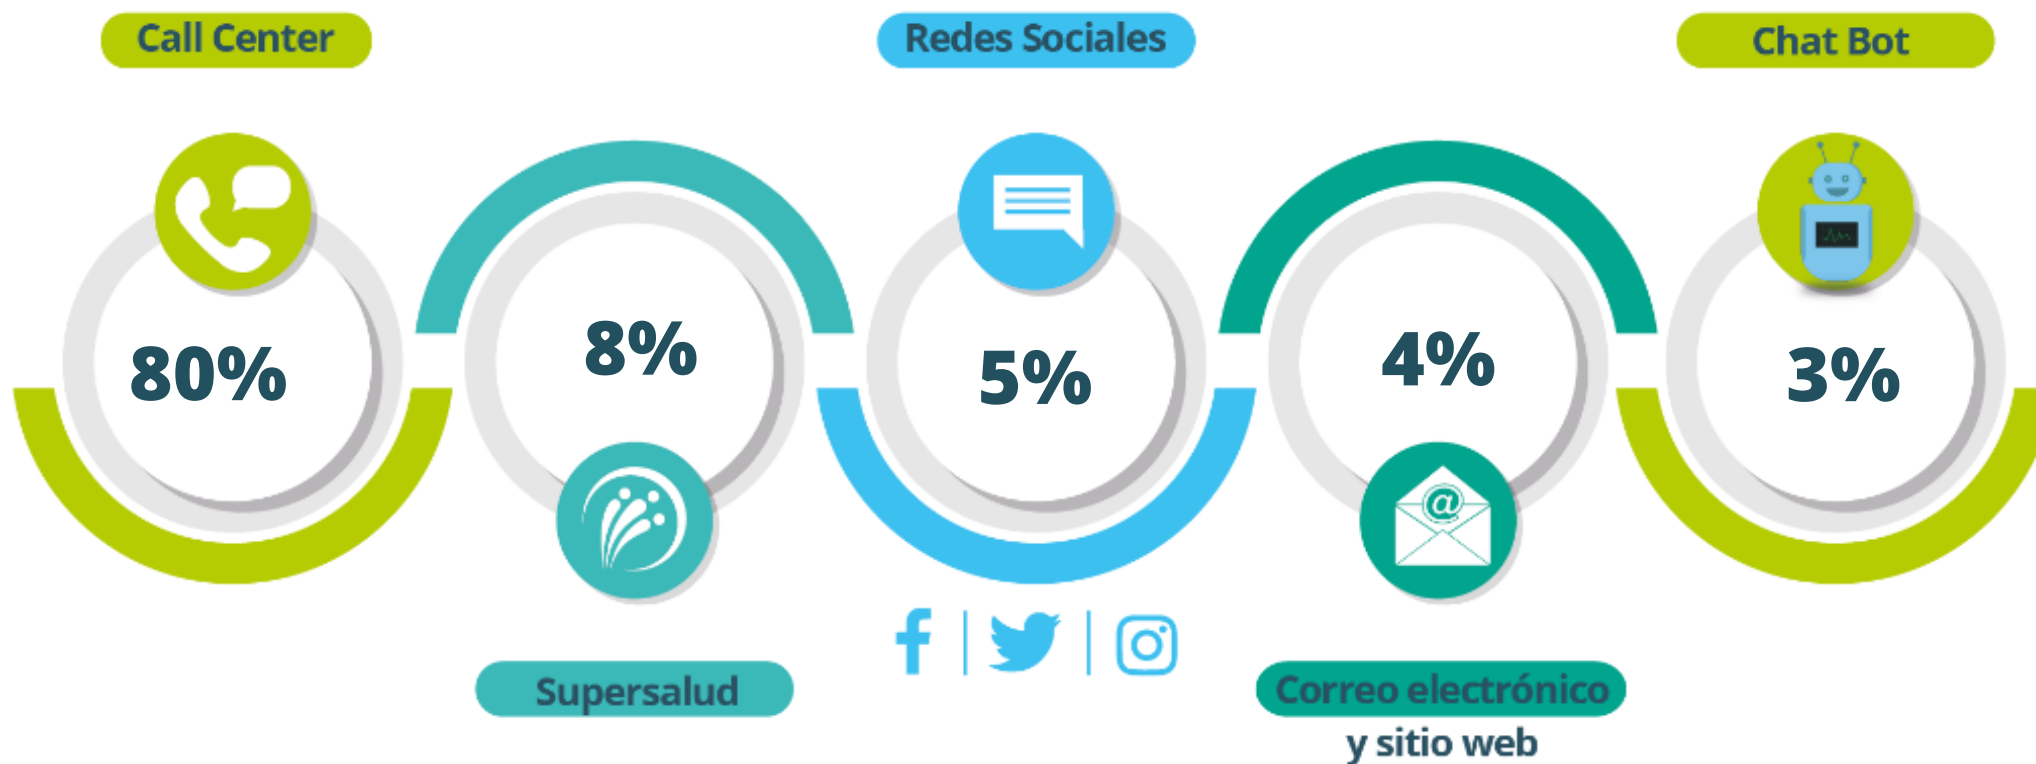 Call Center
Redes Sociales
Chat Bot
80%
8%
5%
4%
3%
@
Supersalud
Correo electrónico
y sitio web